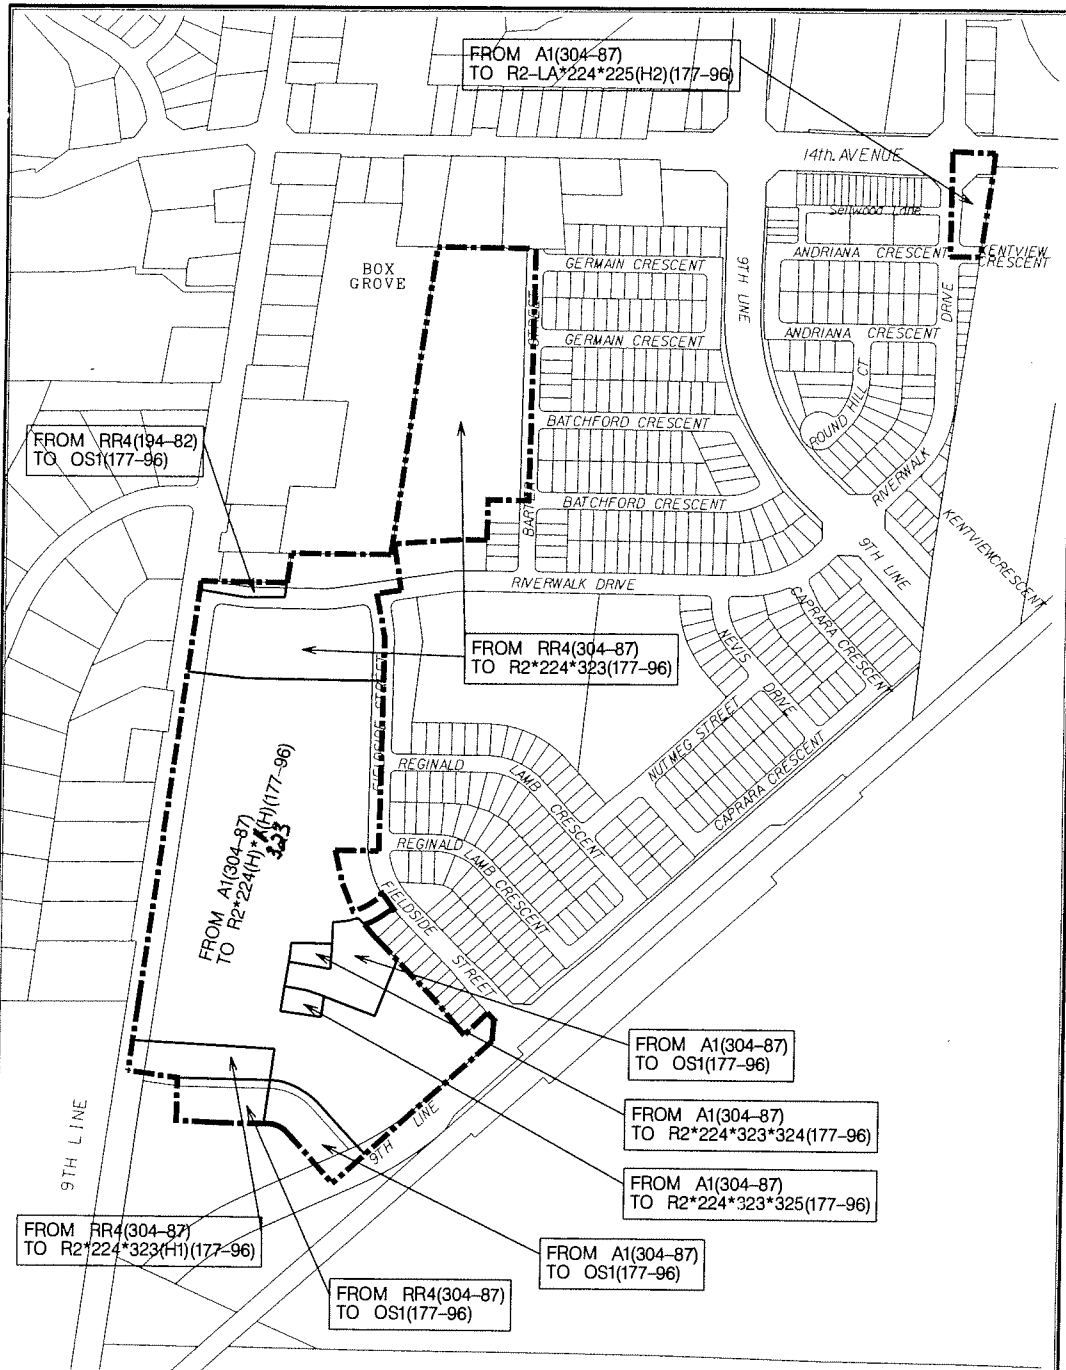 FROM A1(304-87)
TO R2-LA*224*225(H2)(177-96)
14th. AVENUE
Sellwood Lane
ANDRIANA CRESCENT
KENTVIEW
CRESCENT
BOX
GROVE
GERMAIN CRESCENT
9TH LINE
STREET
DRIVE
GERMAIN CRESCENT
ANDRIANA CRESCENT
ROUND HILL CT
BATCHFORD CRESCENT
FROM RR4(194-82)
TO OS1(177-96)
RIVERWALK
BATCHFORD CRESCENT
KENTVIEWCRESCENT
9TH LINE
RIVERWALK DRIVE
CAPRARA CRESCENT
NEVIS DRIVE
FROM RR4(304-87)
TO R2*224*323(177-96)
FIELDSIDE STREET
NUTMEG STREET
CAPRARA CRESCENT
REGINALD LAMB CRESCENT
FROM A1(304-87)
TO R2*224(H)*(H)(177-96)
323
REGINALD LAMB CRESCENT
FIELDSIDE STREET
FROM A1(304-87)
TO OS1(177-96)
FROM A1(304-87)
TO R2*224*323*324(177-96)
9TH LINE
9TH LINE
FROM A1(304-87)
TO R2*224*323*325(177-96)
FROM RR4(304-87)
TO R2*224*323(H1)(177-96)
FROM A1(304-87)
TO OS1(177-96)
FROM RR4(304-87)
TO OS1(177-96)